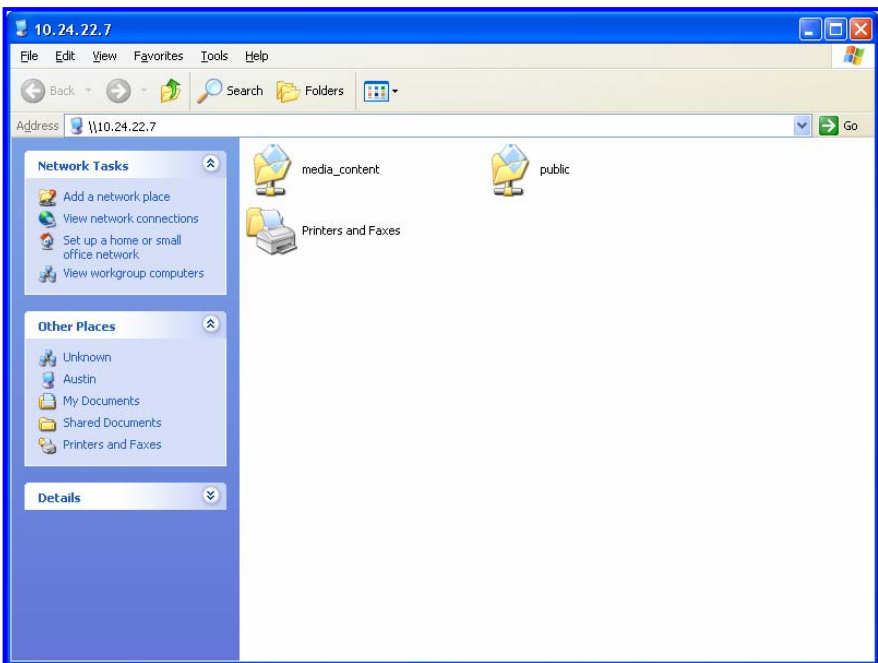 10.24.22.7
File Edit View Favorites Tools Help
Back Search Folders
Address \\10.24.22.7 Go
Network Tasks
Add a network place
View network connections
Set up a home or small
office network
View workgroup computers
Other Places
Unknown
Austin
My Documents
Shared Documents
Printers and Faxes
Details
media_content public
Printers and Faxes